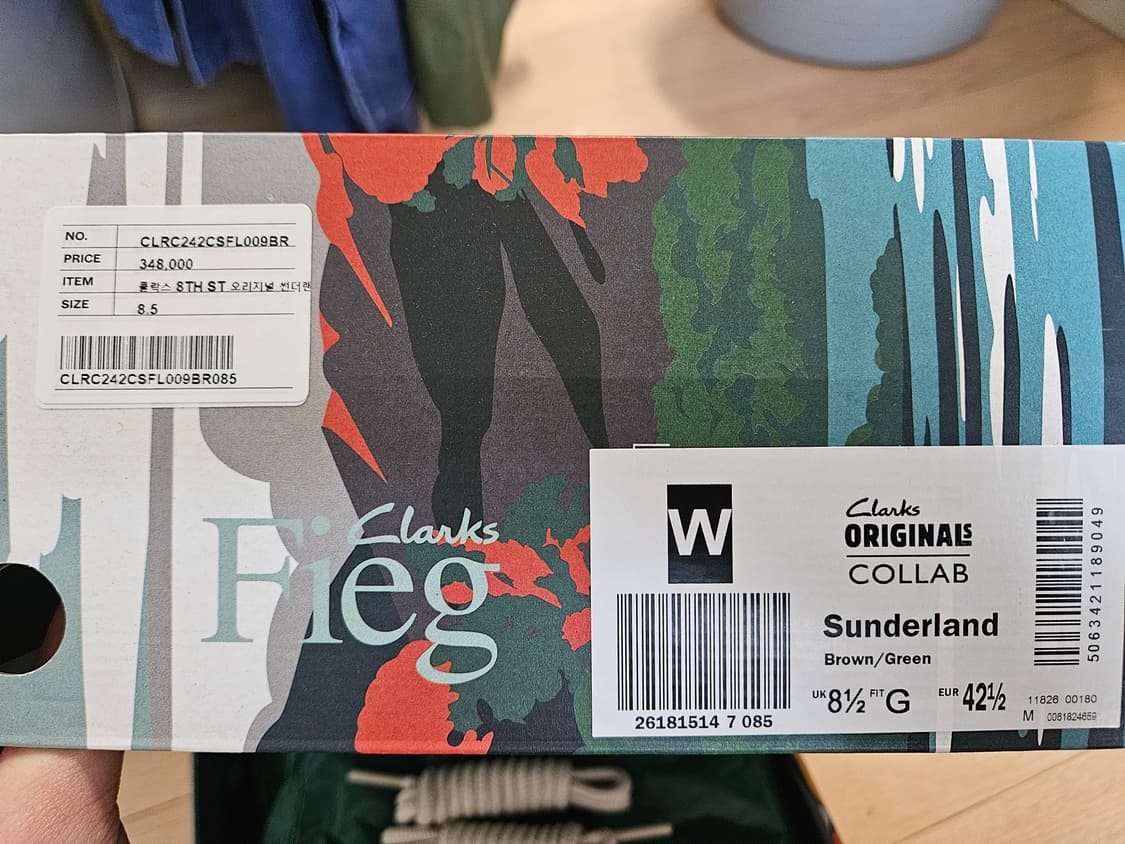 NO. CLRC242CSFL009BR
PRICE 348,000
ITEM 클락스 8TH ST 오리지널 썬더랜
SIZE 8.5
CLRC242CSFL009BR085
Clarks
Fieg
W
26181514 7 085
Clarks
ORIGINALS
COLLAB
Sunderland
Brown/Green
UK 8½ FIT G EUR 42½
11826 00180
M 0061824659
5063421189049